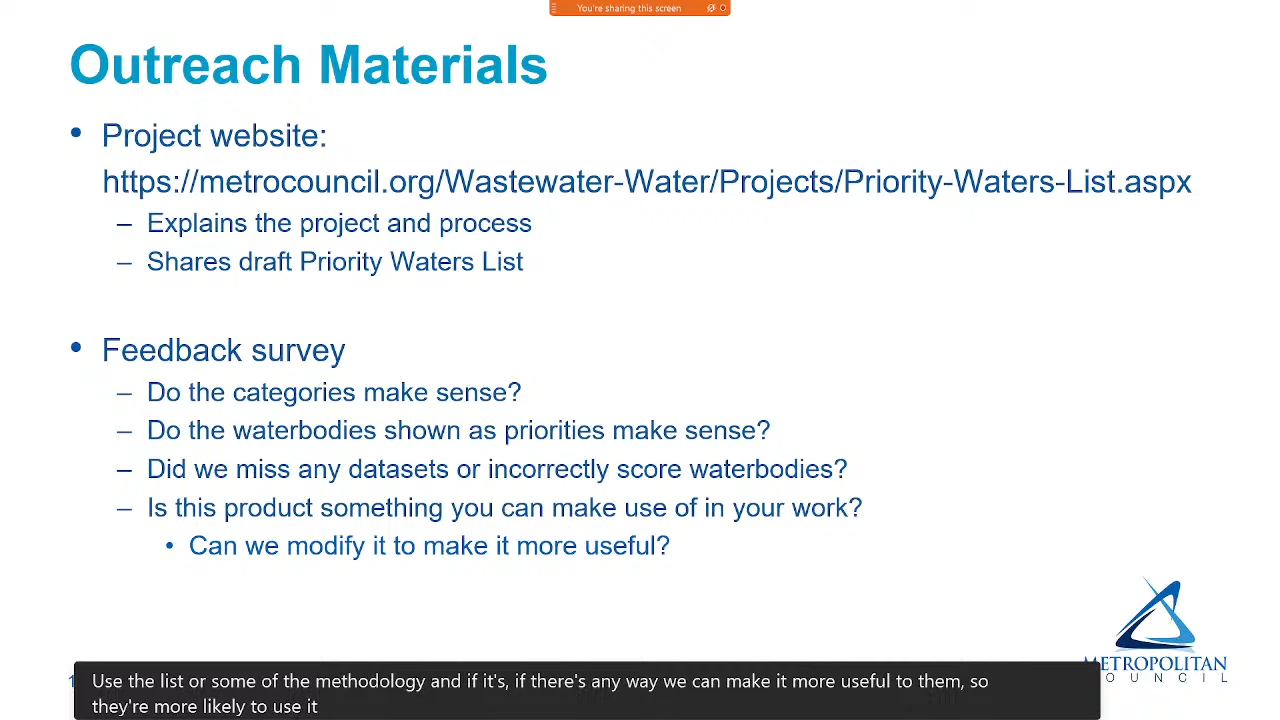 You're sharing this screen
Outreach Materials
• Project website:
https://metrocouncil.org/Wastewater-Water/Projects/Priority-Waters-List.aspx
– Explains the project and process
– Shares draft Priority Waters List
• Feedback survey
– Do the categories make sense?
– Do the waterbodies shown as priorities make sense?
– Did we miss any datasets or incorrectly score waterbodies?
– Is this product something you can make use of in your work?
• Can we modify it to make it more useful?
METROPOLITAN
COUNCIL
Use the list or some of the methodology and if it's, if there's any way we can make it more useful to them, so
they're more likely to use it